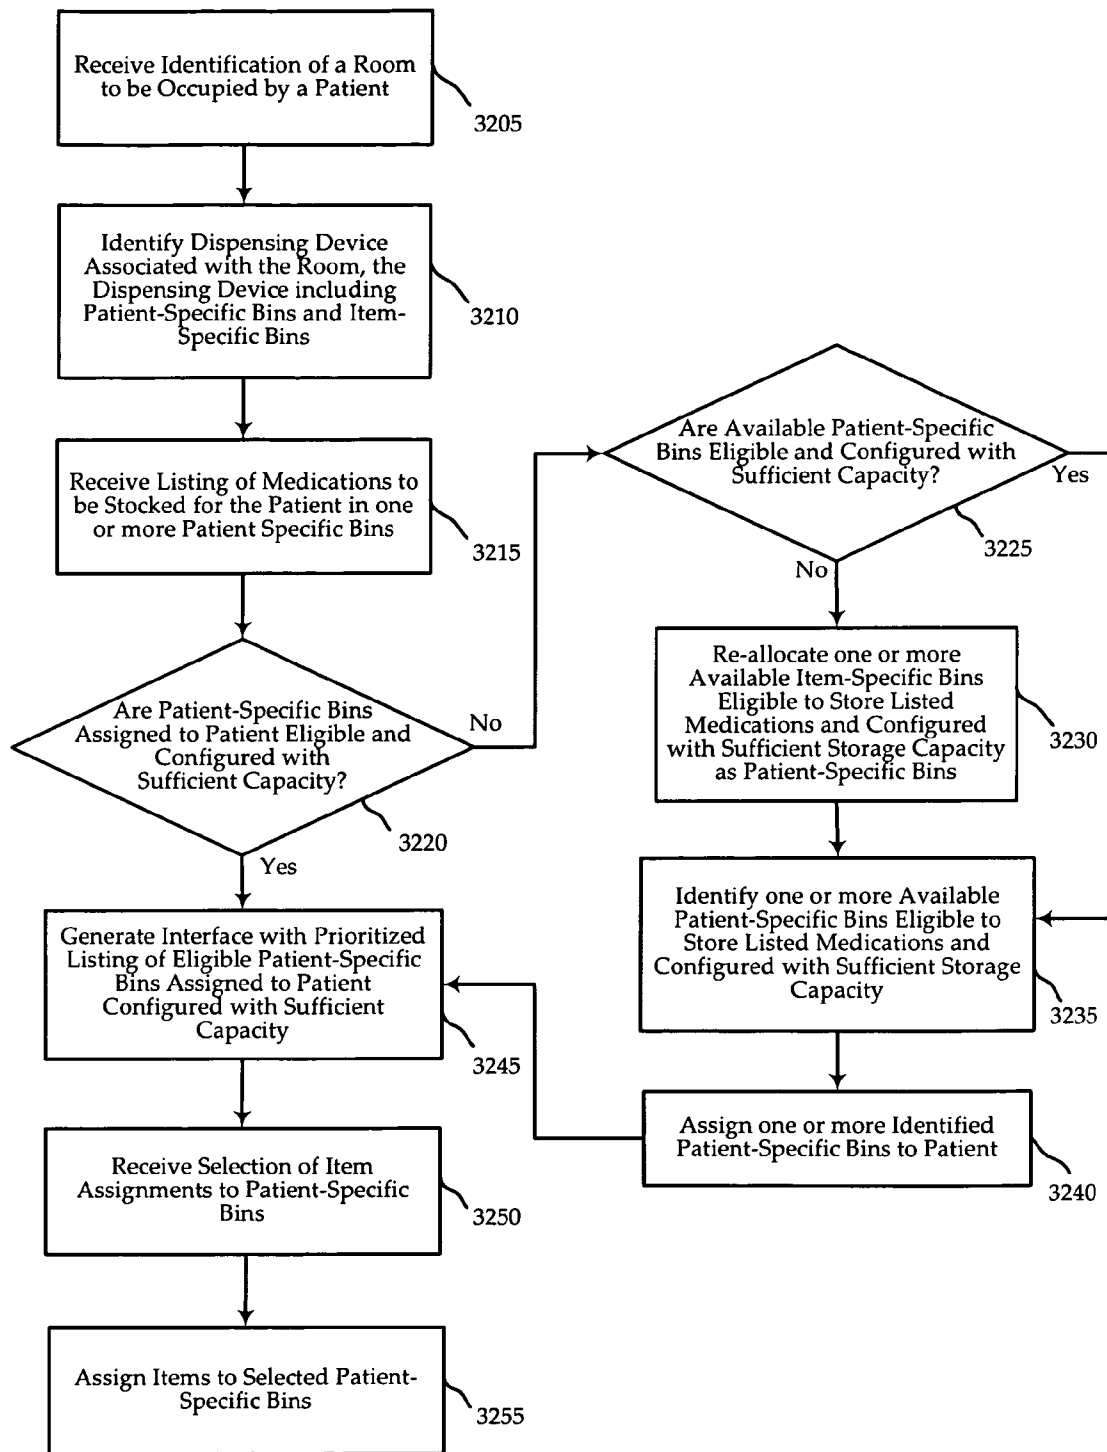 Receive Identification of a Room
to be Occupied by a Patient
3205
Identify Dispensing Device
Associated with the Room, the
Dispensing Device including
Patient-Specific Bins and Item-
Specific Bins
3210
Receive Listing of Medications to
be Stocked for the Patient in one
or more Patient Specific Bins
3215
Are Patient-Specific Bins
Assigned to Patient Eligible and
Configured with
Sufficient Capacity?
No
3220
Yes
Are Available Patient-Specific
Bins Eligible and Configured with
Sufficient Capacity?
Yes
3225
No
Re-allocate one or more
Available Item-Specific Bins
Eligible to Store Listed
Medications and Configured
with Sufficient Storage Capacity
as Patient-Specific Bins
3230
Identify one or more Available
Patient-Specific Bins Eligible to
Store Listed Medications and
Configured with Sufficient Storage
Capacity
3235
Assign one or more Identified
Patient-Specific Bins to Patient
3240
Generate Interface with Prioritized
Listing of Eligible Patient-Specific
Bins Assigned to Patient
Configured with Sufficient
Capacity
3245
Receive Selection of Item
Assignments to Patient-Specific
Bins
3250
Assign Items to Selected Patient-
Specific Bins
3255